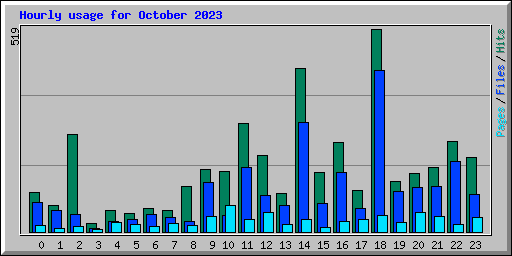 Hourly usage for October 2023
519
Pages / Files / Hits
0 1 2 3 4 5 6 7 8 9 10 11 12 13 14 15 16 17 18 19 20 21 22 23